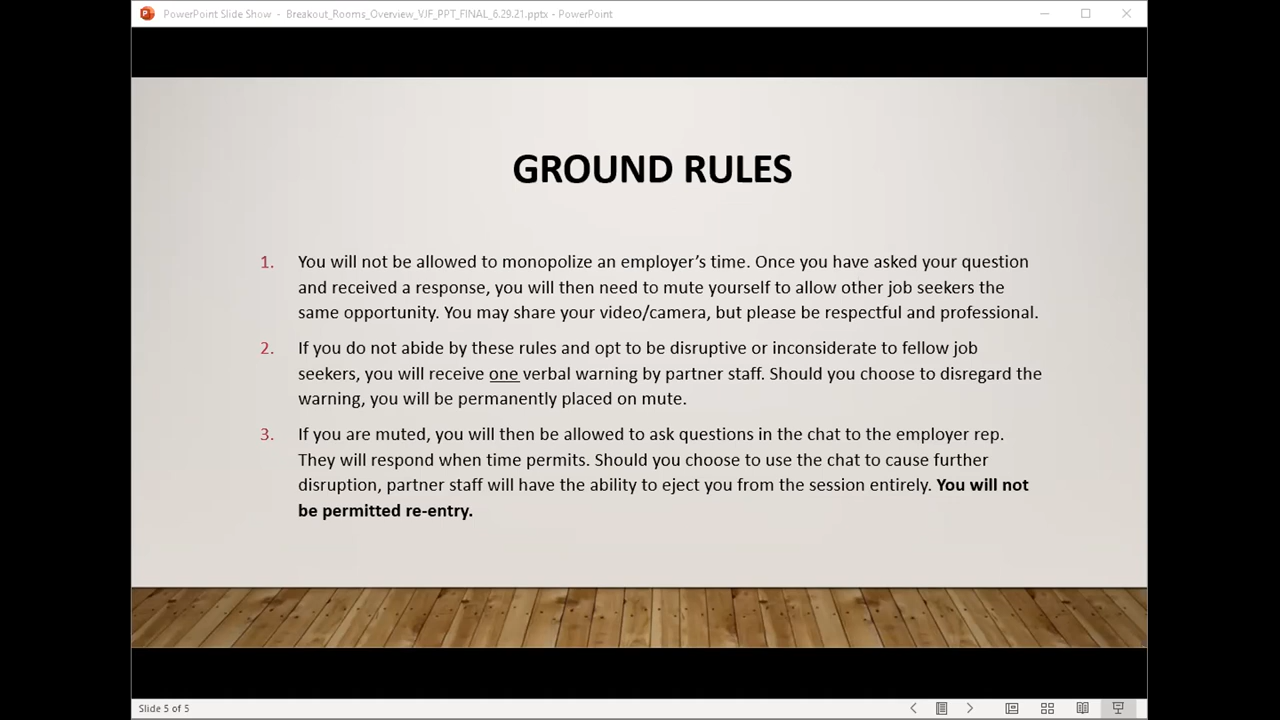 PowerPoint Slide Show - Breakout_Rooms_Overview_VJF_PPT_FINAL_6.29.21.pptx - PowerPoint
GROUND RULES
1. You will not be allowed to monopolize an employer’s time. Once you have asked your question
and received a response, you will then need to mute yourself to allow other job seekers the
same opportunity. You may share your video/camera, but please be respectful and professional.
2. If you do not abide by these rules and opt to be disruptive or inconsiderate to fellow job
seekers, you will receive one verbal warning by partner staff. Should you choose to disregard the
warning, you will be permanently placed on mute.
3. If you are muted, you will then be allowed to ask questions in the chat to the employer rep.
They will respond when time permits. Should you choose to use the chat to cause further
disruption, partner staff will have the ability to eject you from the session entirely. You will not
be permitted re-entry.
Slide 5 of 5